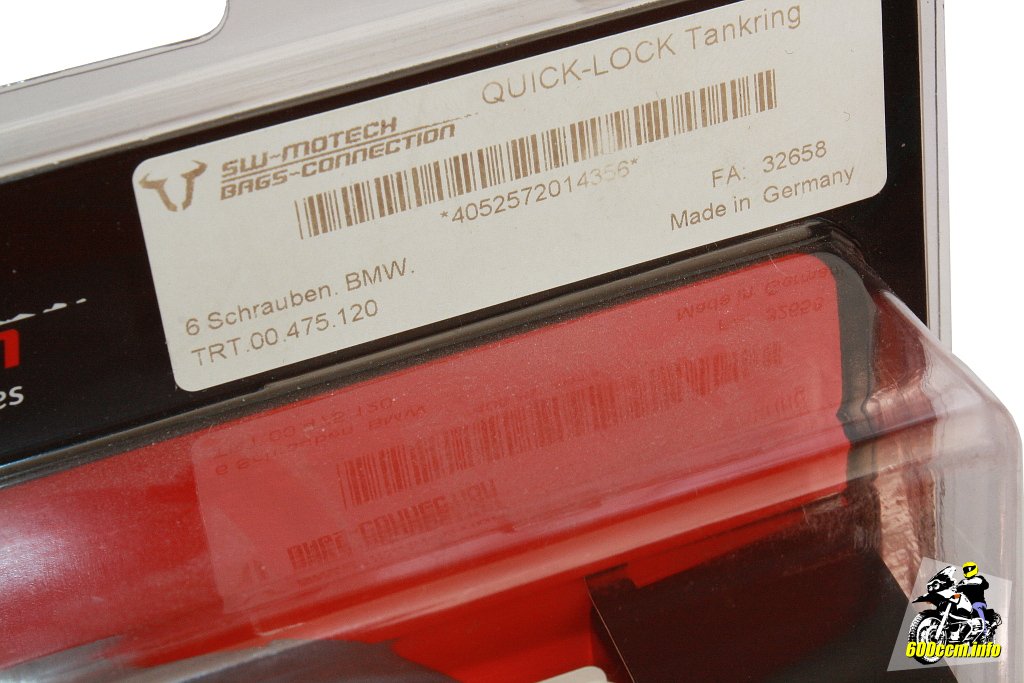 QUICK-LOCK Tankring
SW-MOTECH
BAGS-CONNECTION
*4052572014356*
FA: 32658
Made in Germany
6 Schrauben. BMW.
TRT.00.475.120
es
600ccm.info